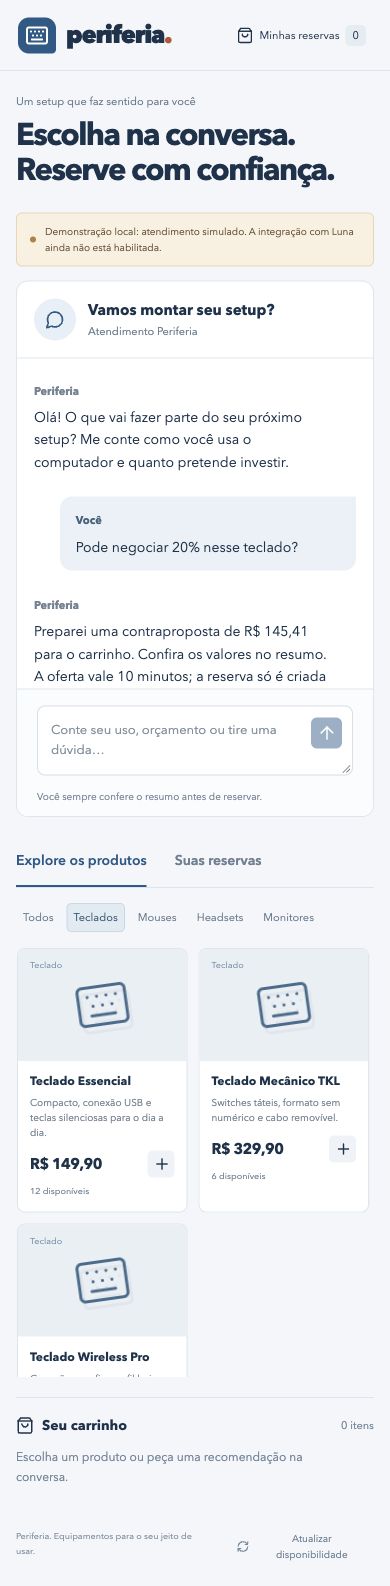 periferia.
Minhas reservas 0
Um setup que faz sentido para você
Escolha na conversa.
Reserve com confiança.
Demonstração local: atendimento simulado. A integração com Luna
ainda não está habilitada.
Vamos montar seu setup?
Atendimento Periferia
Periferia
Olá! O que vai fazer parte do seu próximo
setup? Me conte como você usa o
computador e quanto pretende investir.
Você
Pode negociar 20% nesse teclado?
Periferia
Preparei uma contraproposta de R$ 145,41
para o carrinho. Confira os valores no resumo.
A oferta vale 10 minutos; a reserva só é criada
Conte seu uso, orçamento ou tire uma
dúvida…
Você sempre confere o resumo antes de reservar.
Explore os produtos Suas reservas
Todos Teclados Mouses Headsets Monitores
Teclado
Teclado Essencial
Compacto, conexão USB e
teclas silenciosas para o dia a
dia.
R$ 149,90
12 disponíveis
Teclado
Teclado Mecânico TKL
Switches táteis, formato sem
numérico e cabo removível.
R$ 329,90
6 disponíveis
Teclado
Teclado Wireless Pro
Seu carrinho 0 itens
Escolha um produto ou peça uma recomendação na
conversa.
Periferia. Equipamentos para o seu jeito de
usar.
Atualizar
disponibilidade